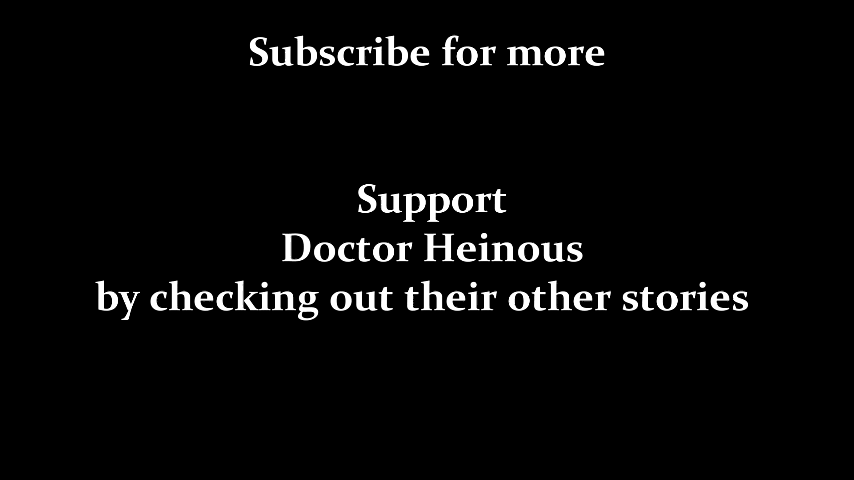 Subscribe for more
Support
Doctor Heinous
by checking out their other stories